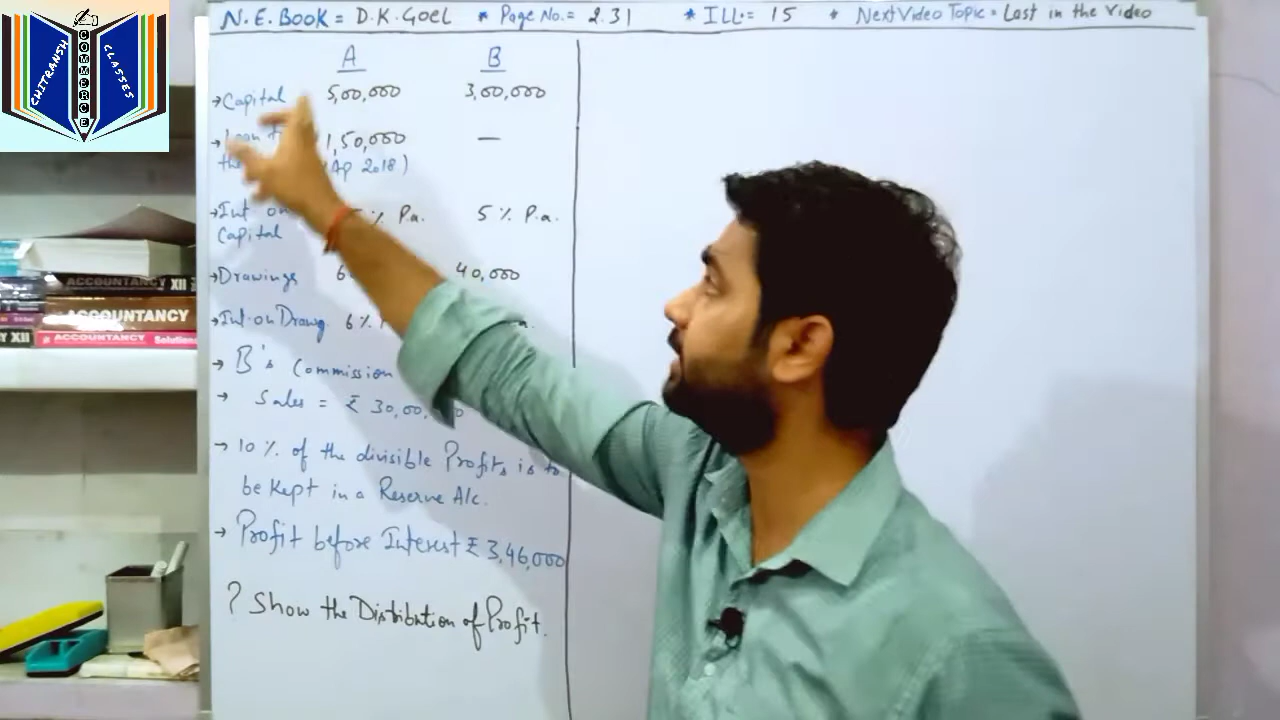 N.E. BOOK = D.K. GOEL * Page No. = 2.31 * ILL. = 15 * Next Video Topic = Last in the video
A B
→ Capital 5,00,000 3,00,000
→ Loan 1,50,000 —
(Ap 2018)
→ Int on % P.a. 5 % P.a.
Capital
→ Drawings 6 40,000
→ Int. on Drawg. 6 %
→ B's Commission
→ Sales = ₹ 30,00,
→ 10 % of the divisible Profits is to
be kept in a Reserve A/c.
→ Profit before Interest ₹ 3,46,000
? Show the Distribution of Profit.
CHITRANSH COMMERCE CLASSES
ACCOUNTANCY XII
ACCOUNTANCY
Y XII ACCOUNTANCY Solutions